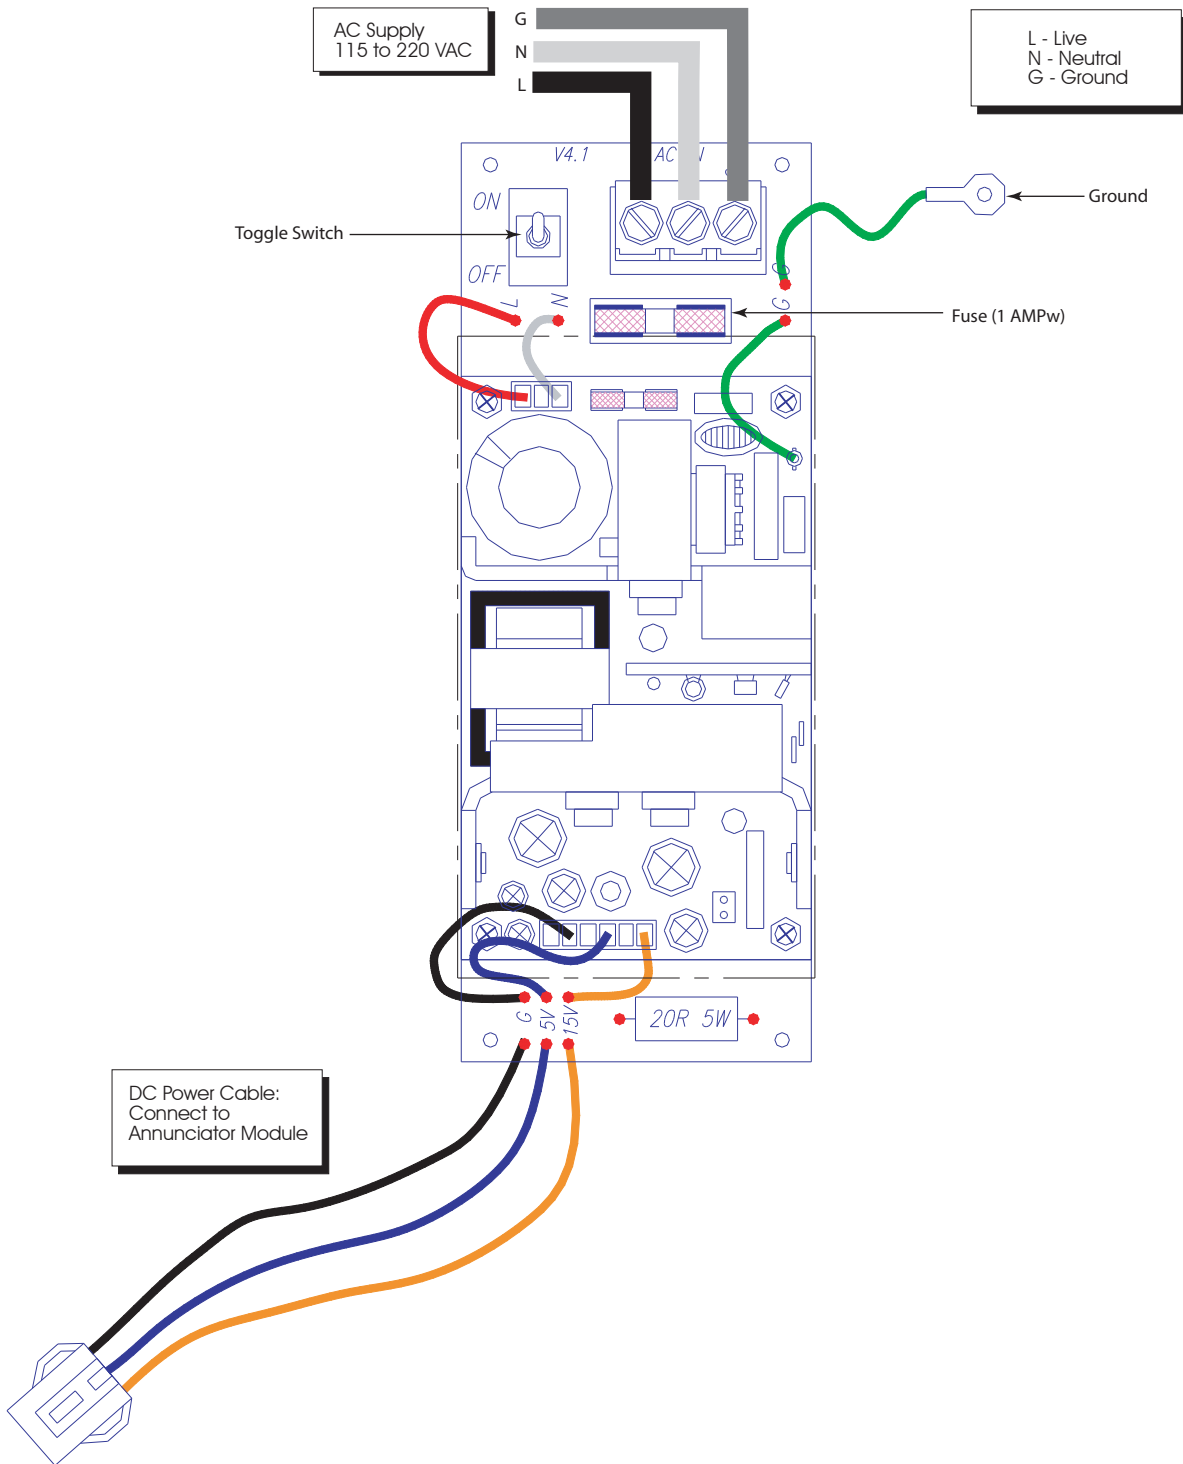 AC Supply
115 to 220 VAC
G
N
L
L - Live
N - Neutral
G - Ground
V4.1
AC IN
ON
OFF
Toggle Switch
Ground
G
G
L
N
Fuse (1 AMPw)
G
5V
15V
20R 5W
DC Power Cable:
Connect to
Annunciator Module